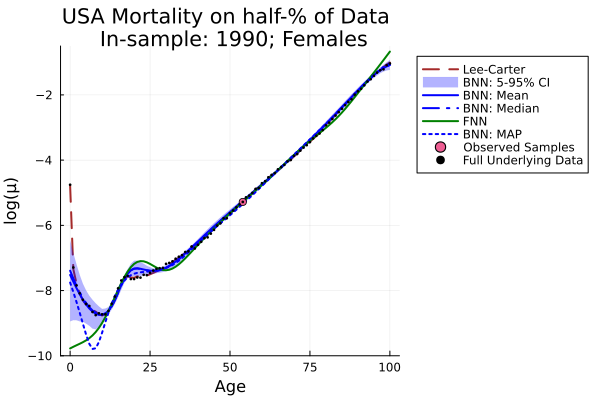 USA Mortality on half-% of Data
In-sample: 1990; Females
log(μ)
−2
−4
−6
−8
−10
0
25
50
75
100
Age
Lee-Carter
BNN: 5-95% CI
BNN: Mean
BNN: Median
FNN
BNN: MAP
Observed Samples
Full Underlying Data